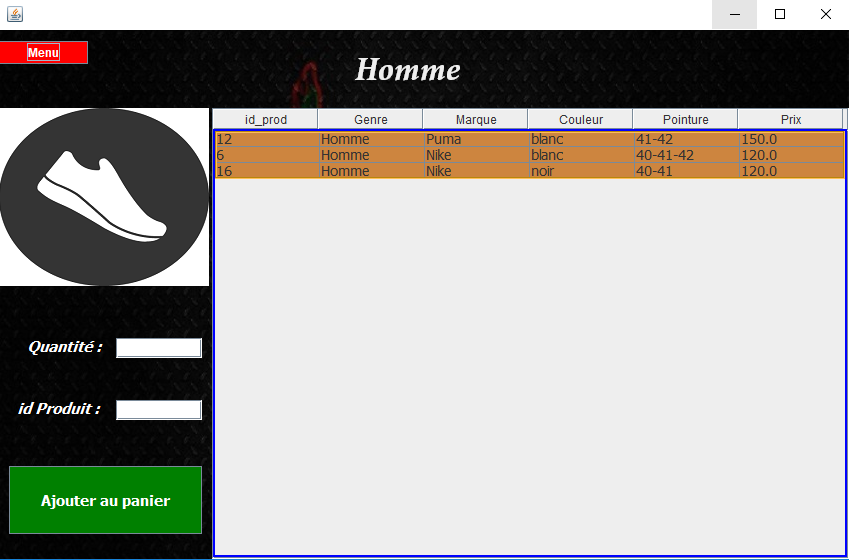 Menu
Homme
id_prod Genre Marque Couleur Pointure Prix
12 Homme Puma blanc 41-42 150.0
6 Homme Nike blanc 40-41-42 120.0
16 Homme Nike noir 40-41 120.0
Quantité :
id Produit :
Ajouter au panier